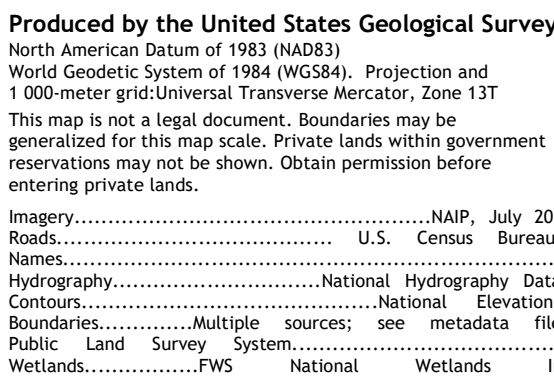 Produced by the United States Geological Survey
North American Datum of 1983 (NAD83)
World Geodetic System of 1984 (WGS84). Projection and
1 000-meter grid:Universal Transverse Mercator, Zone 13T
This map is not a legal document. Boundaries may be
generalized for this map scale. Private lands within government
reservations may not be shown. Obtain permission before
entering private lands.
Imagery....................................................NAIP, July 20
Roads......................................... U.S. Census Bureau
Names........................................................................
Hydrography...............................National Hydrography Data
Contours............................................National Elevation
Boundaries..............Multiple sources; see metadata file
Public Land Survey System.......................................
Wetlands.................FWS National Wetlands